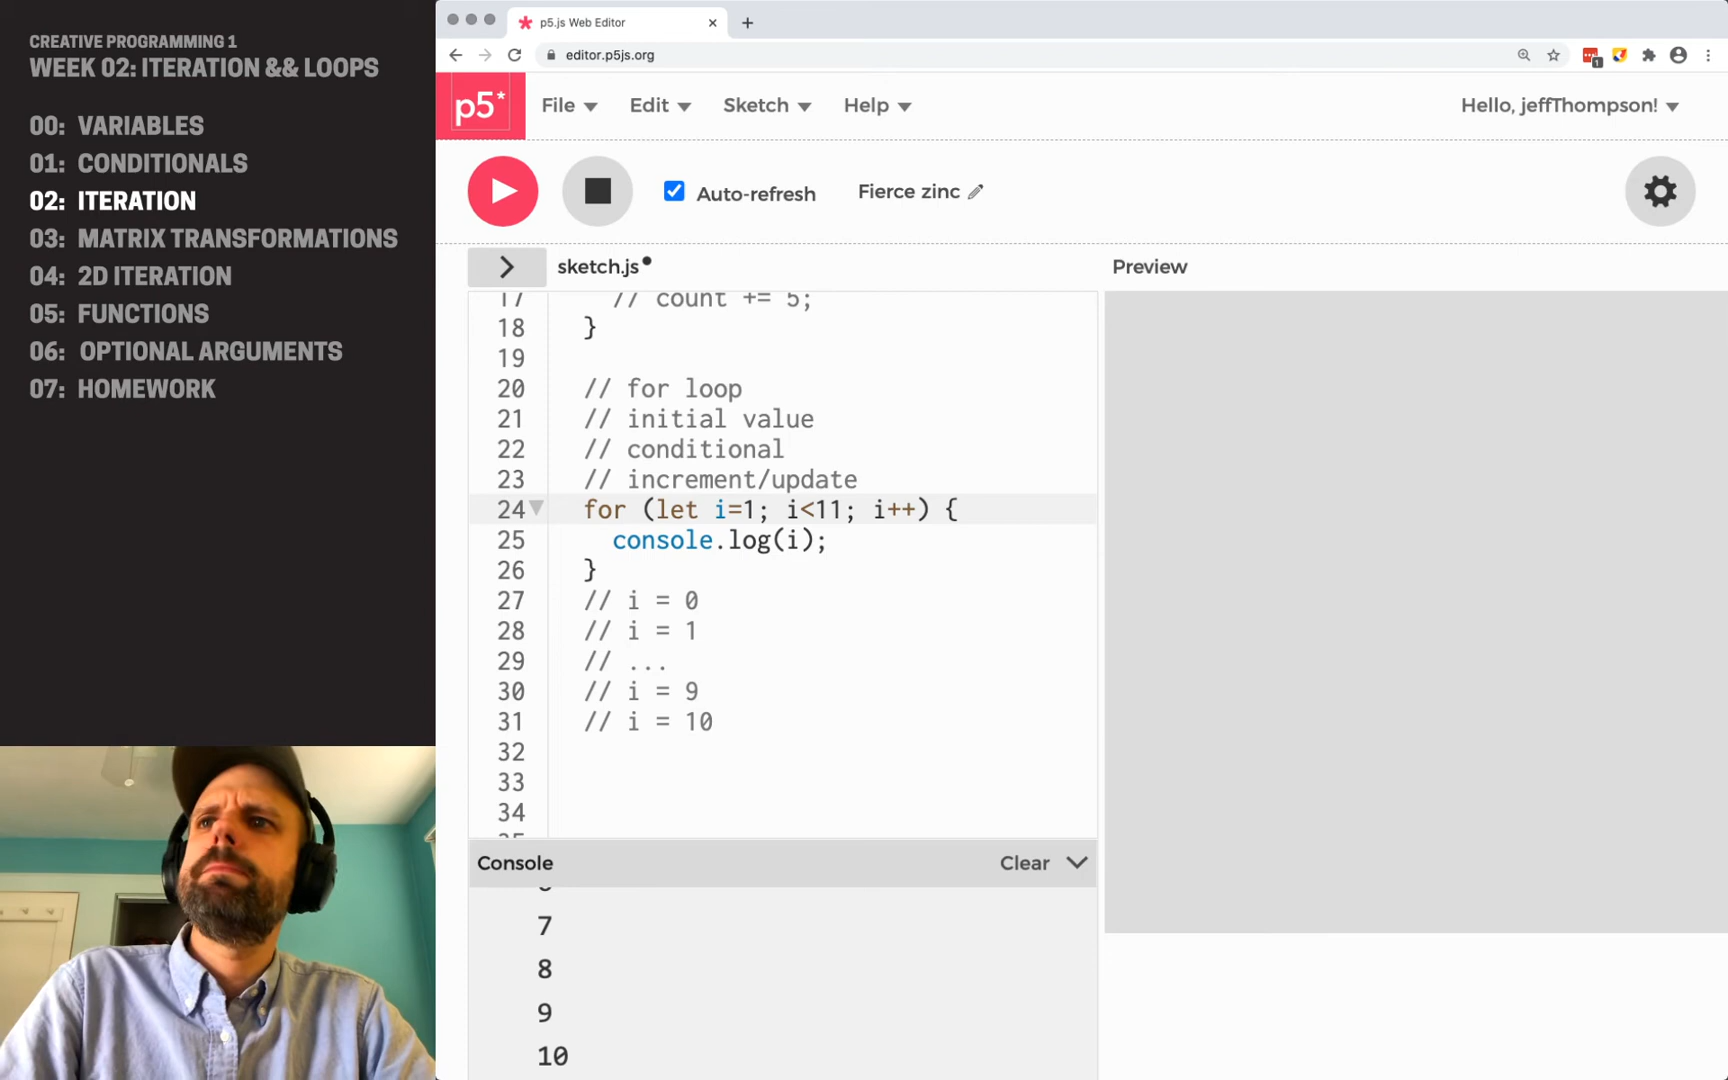 CREATIVE PROGRAMMING 1
WEEK 02: ITERATION && LOOPS
00: VARIABLES
01: CONDITIONALS
02: ITERATION
03: MATRIX TRANSFORMATIONS
04: 2D ITERATION
05: FUNCTIONS
06: OPTIONAL ARGUMENTS
07: HOMEWORK
p5.js Web Editor
editor.p5js.org
1
p5*
File
Edit
Sketch
Help
Hello, jeffThompson!
Auto-refresh
Fierce zinc
sketch.js
Preview
17 // count += 5;
18 }
19
20 // for loop
21 // initial value
22 // conditional
23 // increment/update
24 for (let i=1; i<11; i++) {
25 console.log(i);
26 }
27 // i = 0
28 // i = 1
29 // ...
30 // i = 9
31 // i = 10
32
33
34
Console
Clear
7
8
9
10